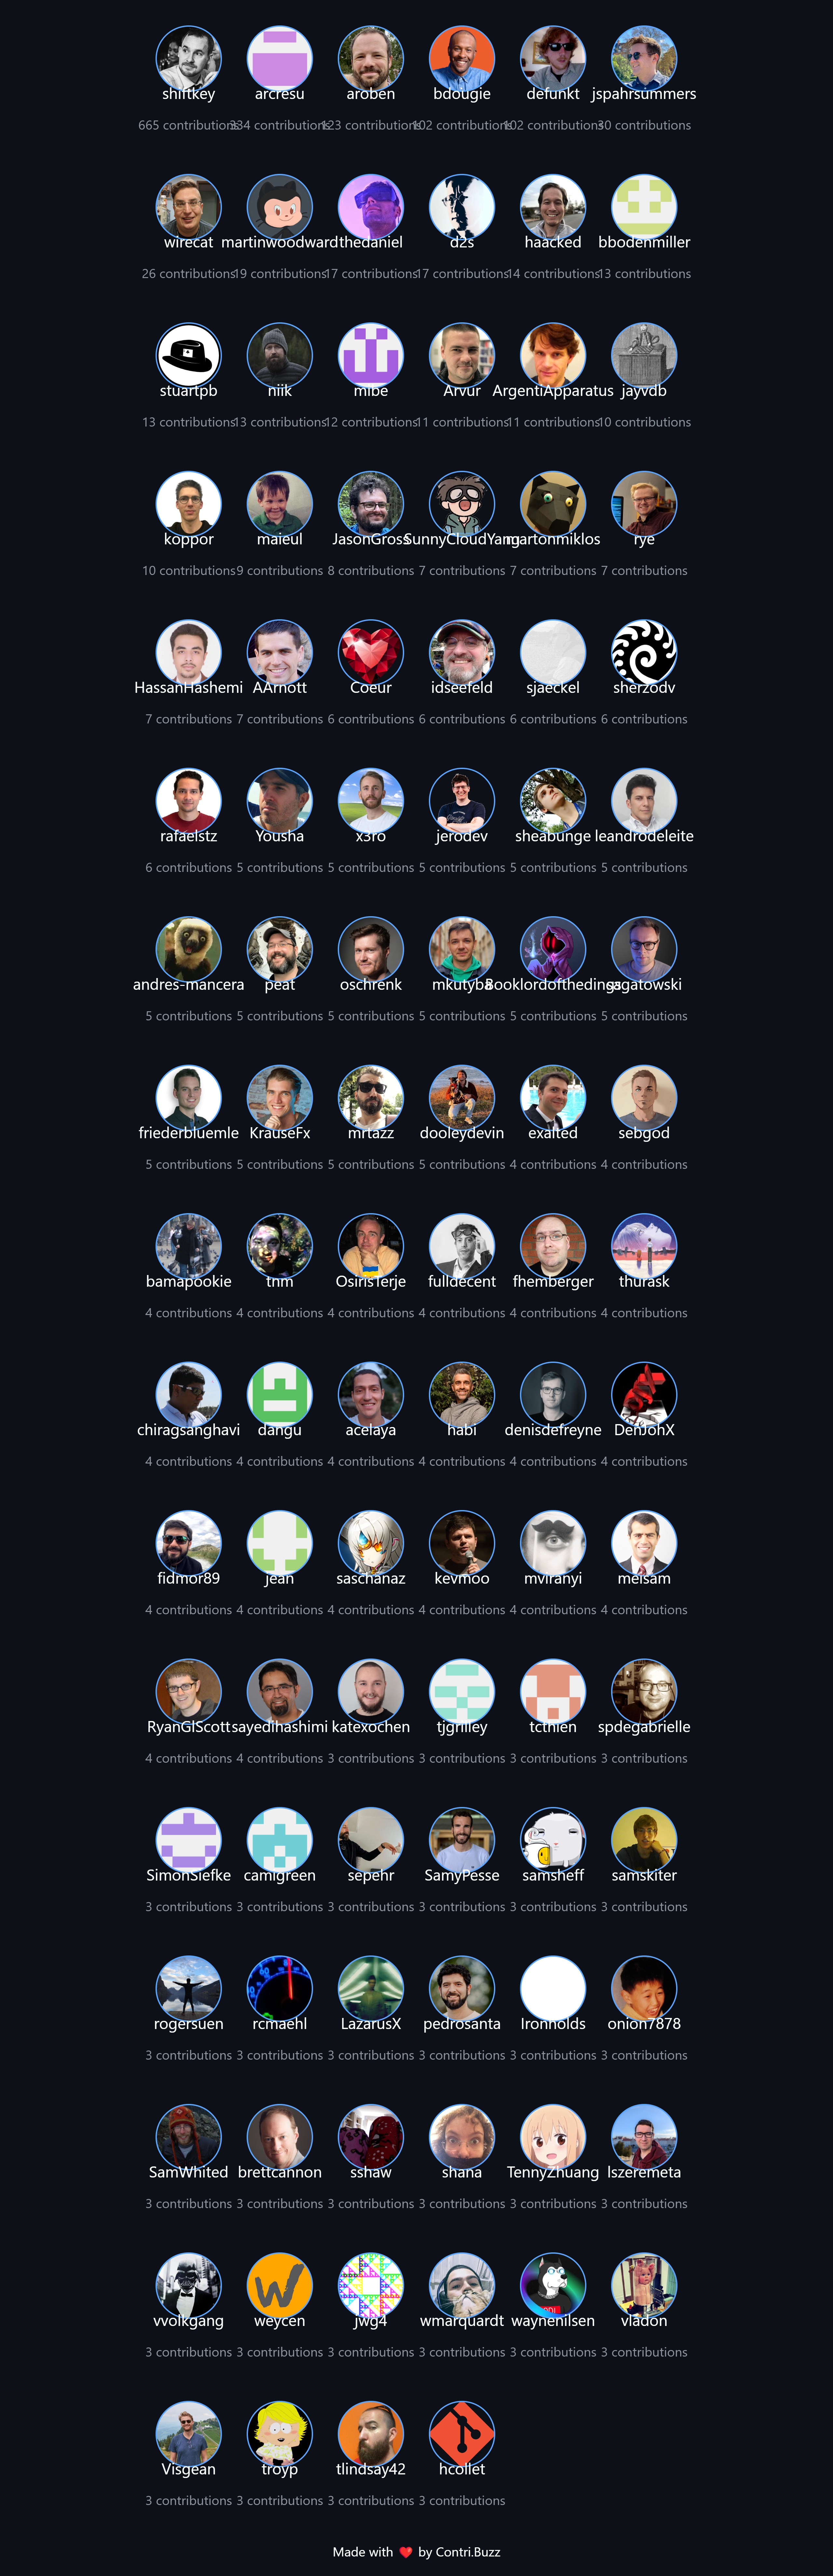 shiftkey arcresu aroben bdougie defunkt jspahrsummers
665 contributions 334 contributions 123 contributions 102 contributions 102 contributions 30 contributions
wirecat martinwoodward thedaniel d2s haacked bbodenmiller
26 contributions 19 contributions 17 contributions 17 contributions 14 contributions 13 contributions
stuartpb niik mibe Arvur ArgentiApparatus jayvdb
13 contributions 13 contributions 12 contributions 11 contributions 11 contributions 10 contributions
koppor maieul JasonGross SunnyCloudYang martonmiklos rye
10 contributions 9 contributions 8 contributions 7 contributions 7 contributions 7 contributions
HassanHashemi AArnott Coeur idseefeld sjaeckel sherzodv
7 contributions 7 contributions 6 contributions 6 contributions 6 contributions 6 contributions
rafaelstz Yousha x3ro jerodev sheabunge leandrodeleite
6 contributions 5 contributions 5 contributions 5 contributions 5 contributions 5 contributions
andres-mancera peat oschrenk mkutyba Booklordofthedings sagatowski
5 contributions 5 contributions 5 contributions 5 contributions 5 contributions 5 contributions
friederbluemle KrauseFx mrtazz dooleydevin exalted sebgod
5 contributions 5 contributions 5 contributions 5 contributions 4 contributions 4 contributions
bamapookie tnm OsirisTerje fulldecent fhemberger thurask
4 contributions 4 contributions 4 contributions 4 contributions 4 contributions 4 contributions
chiragsanghavi dangu acelaya habi denisdefreyne DenJohX
4 contributions 4 contributions 4 contributions 4 contributions 4 contributions 4 contributions
fidmor89 jean saschanaz kevmoo mviranyi meisam
4 contributions 4 contributions 4 contributions 4 contributions 4 contributions 4 contributions
RyanGlScott sayedihashimi katexochen tjgrilley tcthien spdegabrielle
4 contributions 4 contributions 3 contributions 3 contributions 3 contributions 3 contributions
SimonSiefke camigreen sepehr SamyPesse samsheff samskiter
3 contributions 3 contributions 3 contributions 3 contributions 3 contributions 3 contributions
rogersuen rcmaehl LazarusX pedrosanta Ironholds onion7878
3 contributions 3 contributions 3 contributions 3 contributions 3 contributions 3 contributions
SamWhited brettcannon sshaw shana TennyZhuang lszeremeta
3 contributions 3 contributions 3 contributions 3 contributions 3 contributions 3 contributions
vvolkgang weycen jwg4 wmarquardt waynenilsen vladon
3 contributions 3 contributions 3 contributions 3 contributions 3 contributions 3 contributions
Visgean troyp tlindsay42 hcollet
3 contributions 3 contributions 3 contributions 3 contributions
Made with ❤️ by Contri.Buzz